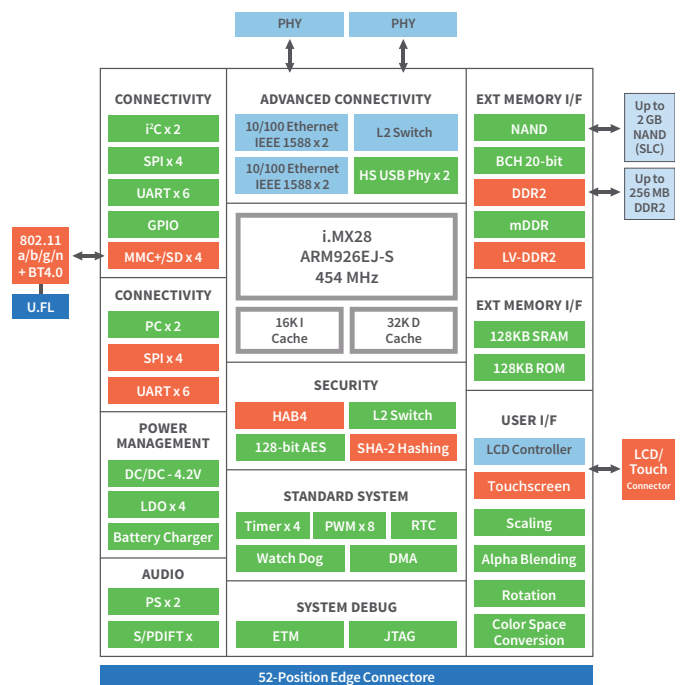 PHY
PHY
CONNECTIVITY
i²C x 2
SPI x 4
UART x 6
GPIO
MMC+/SD x 4
802.11
a/b/g/n
+ BT4.0
U.FL
CONNECTIVITY
PC x 2
SPI x 4
UART x 6
POWER
MANAGEMENT
DC/DC - 4.2V
LDO x 4
Battery Charger
AUDIO
PS x 2
S/PDIFT x
ADVANCED CONNECTIVITY
10/100 Ethernet
IEEE 1588 x 2
L2 Switch
10/100 Ethernet
IEEE 1588 x 2
HS USB Phy x 2
i.MX28
ARM926EJ-S
454 MHz
16K I
Cache
32K D
Cache
SECURITY
HAB4
L2 Switch
128-bit AES
SHA-2 Hashing
STANDARD SYSTEM
Timer x 4
PWM x 8
RTC
Watch Dog
DMA
SYSTEM DEBUG
ETM
JTAG
EXT MEMORY I/F
NAND
BCH 20-bit
DDR2
mDDR
LV-DDR2
Up to
2 GB
NAND
(SLC)
Up to
256 MB
DDR2
EXT MEMORY I/F
128KB SRAM
128KB ROM
USER I/F
LCD Controller
Touchscreen
Scaling
Alpha Blending
Rotation
Color Space
Conversion
LCD/
Touch
Connector
52-Position Edge Connectore